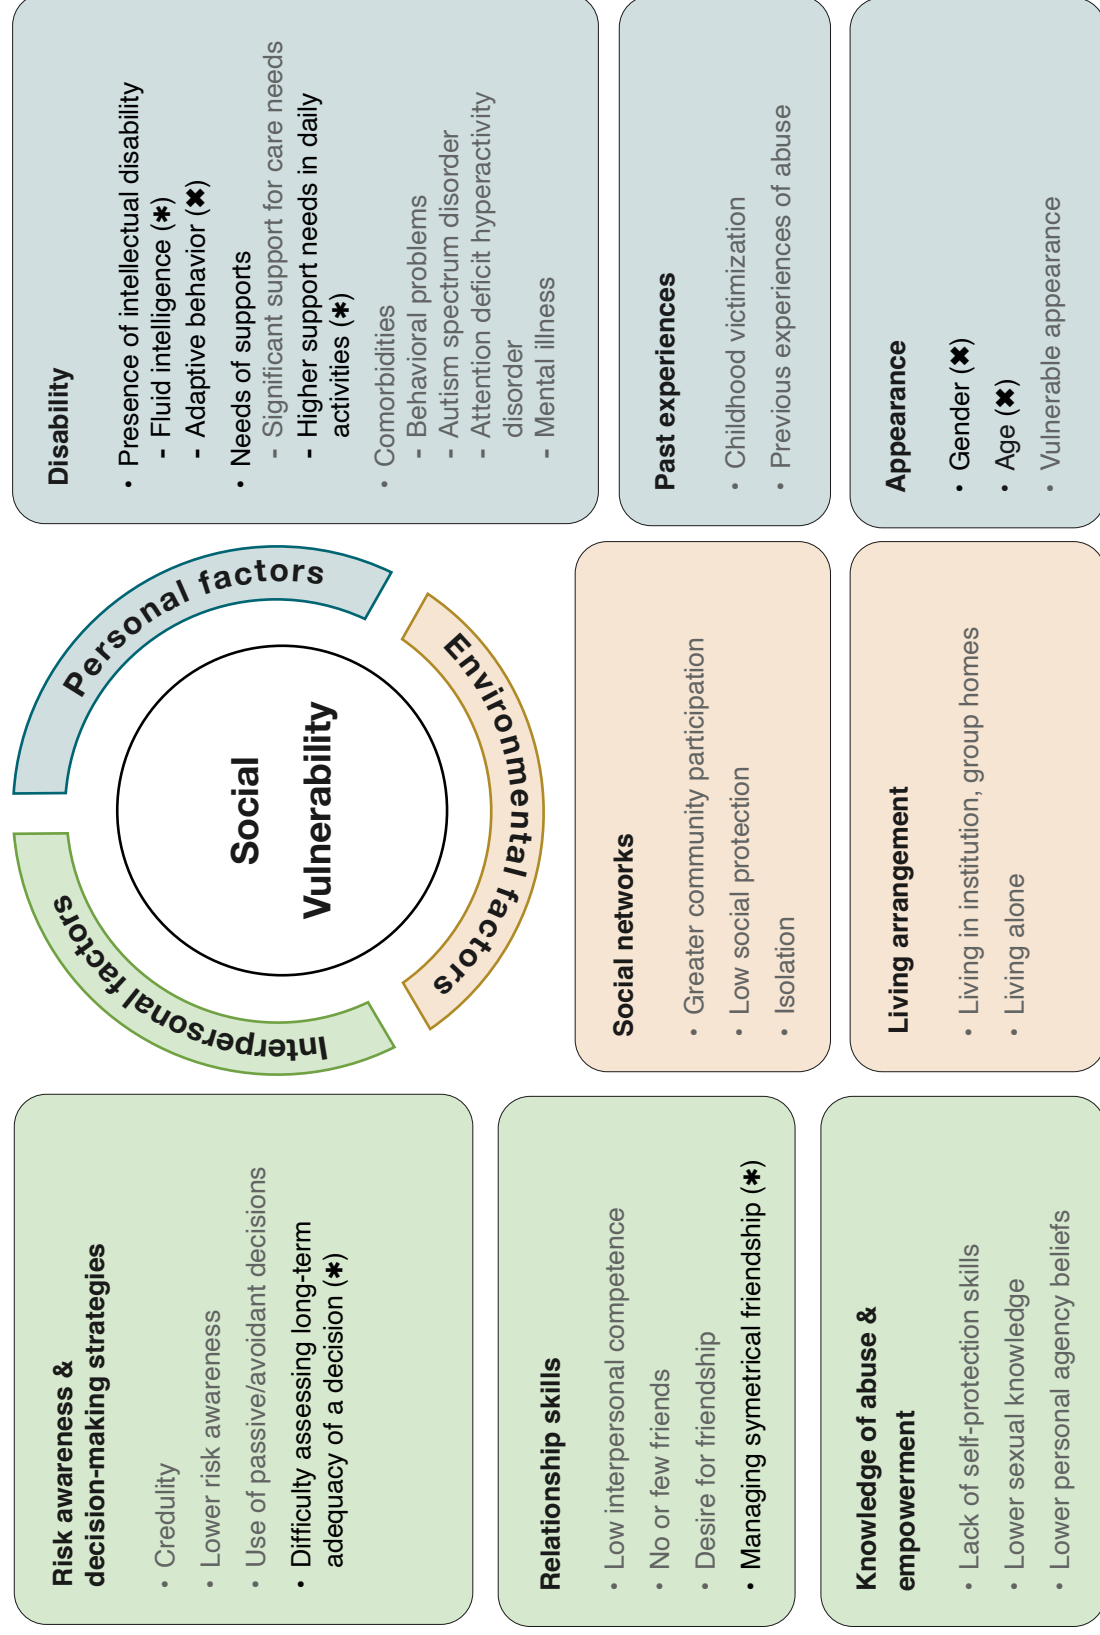 Risk awareness &
decision-making strategies
• Credulity
• Lower risk awareness
• Use of passive/avoidant decisions
• Difficulty assessing long-term
adequacy of a decision (✱)
Relationship skills
• Low interpersonal competence
• No or few friends
• Desire for friendship
• Managing symetrical friendship (✱)
Knowledge of abuse &
empowerment
• Lack of self-protection skills
• Lower sexual knowledge
• Lower personal agency beliefs
Interpersonal factors
Personal factors
Environmental factors
Social
Vulnerability
Social networks
• Greater community participation
• Low social protection
• Isolation
Living arrangement
• Living in institution, group homes
• Living alone
Disability
• Presence of intellectual disability
- Fluid intelligence (✱)
- Adaptive behavior (✖)
• Needs of supports
- Significant support for care needs
- Higher support needs in daily
activities (✱)
• Comorbidities
- Behavioral problems
- Autism spectrum disorder
- Attention deficit hyperactivity
disorder
- Mental illness
Past experiences
• Childhood victimization
• Previous experiences of abuse
Appearance
• Gender (✖)
• Age (✖)
• Vulnerable appearance